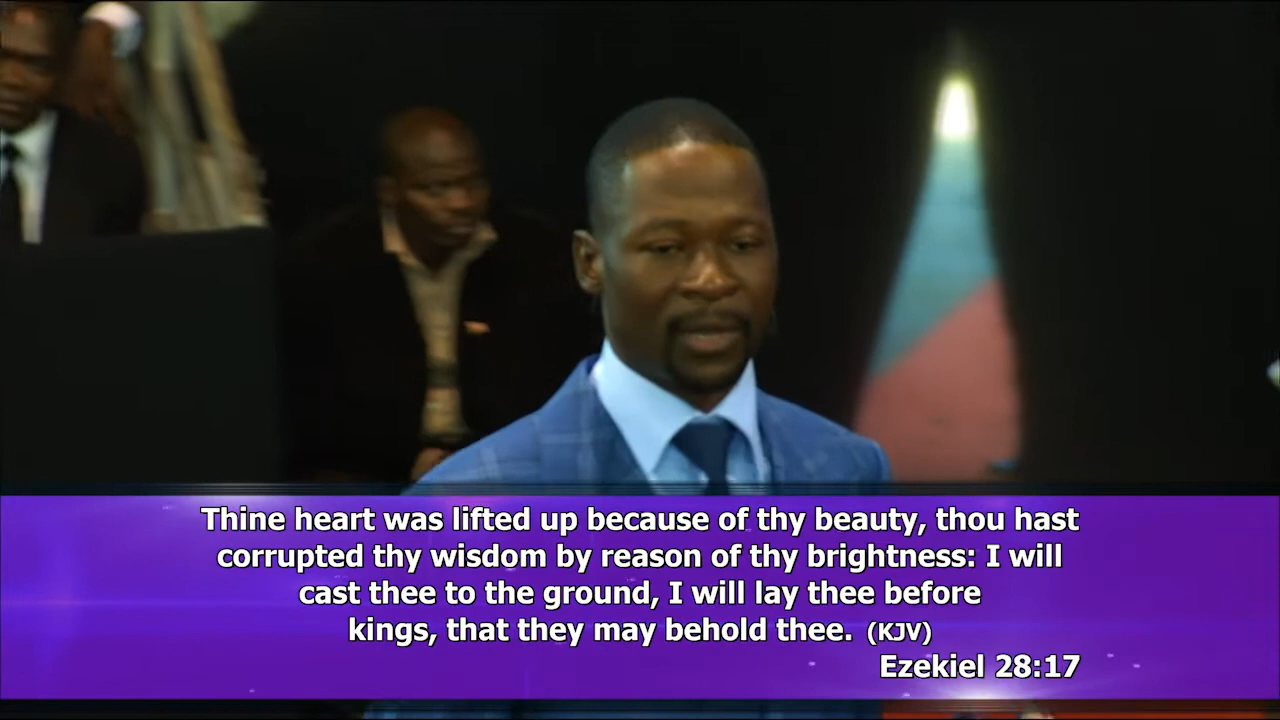 Thine heart was lifted up because of thy beauty, thou hast
corrupted thy wisdom by reason of thy brightness: I will
cast thee to the ground, I will lay thee before
kings, that they may behold thee. (KJV)
Ezekiel 28:17